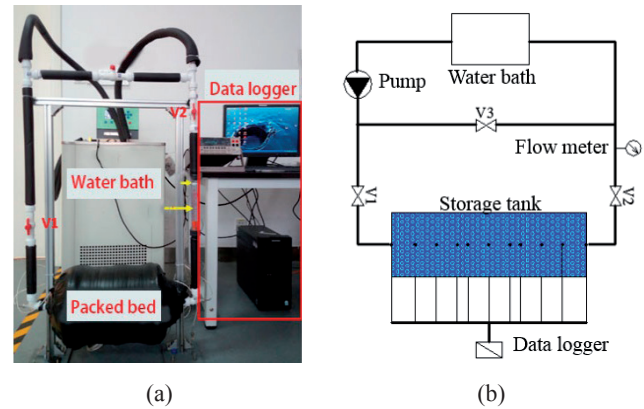 Data logger
V2
Water bath
V1
Packed bed
(a)
Water bath
Pump
V3
Flow meter
V1
V2
Storage tank
Data logger
(b)